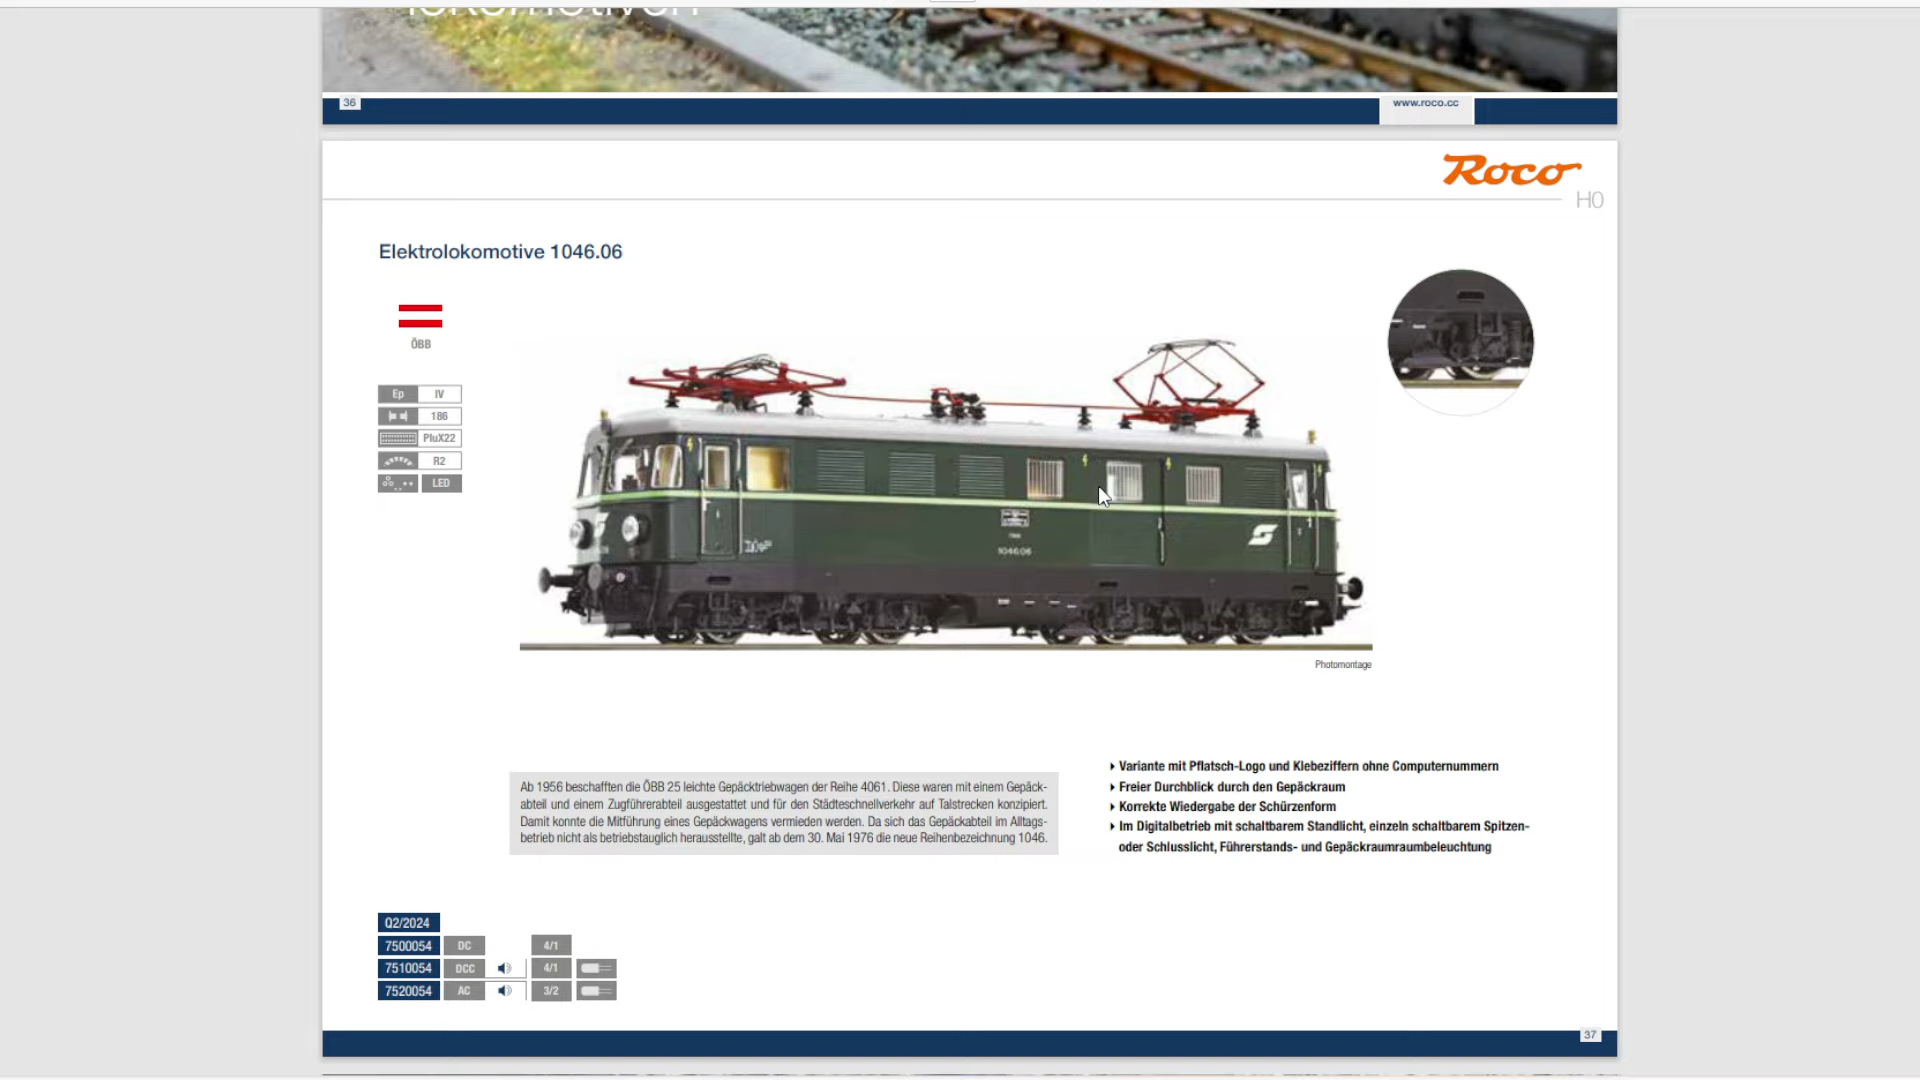 lokomotiven
36
www.roco.cc
Roco
H0
Elektrolokomotive 1046.06
ÖBB
Ep IV
186
PluX22
R2
LED
1046.06
Photomontage
Ab 1956 beschafften die ÖBB 25 leichte Gepäcktriebwagen der Reihe 4061. Diese waren mit einem Gepäck-
abteil und einem Zugführerabteil ausgestattet und für den Städteschnellverkehr auf Talstrecken konzipiert.
Damit konnte die Mitführung eines Gepäckwagens vermieden werden. Da sich das Gepäckabteil im Alltags-
betrieb nicht als betriebstauglich herausstellte, galt ab dem 30. Mai 1976 die neue Reihenbezeichnung 1046.
Variante mit Pflatsch-Logo und Klebeziffern ohne Computernummern
Freier Durchblick durch den Gepäckraum
Korrekte Wiedergabe der Schürzenform
Im Digitalbetrieb mit schaltbarem Standlicht, einzeln schaltbarem Spitzen-
oder Schlusslicht, Führerstands- und Gepäckraumraumbeleuchtung
Q2/2024
7500054 DC 4/1
7510054 DCC 4/1
7520054 AC 3/2
37